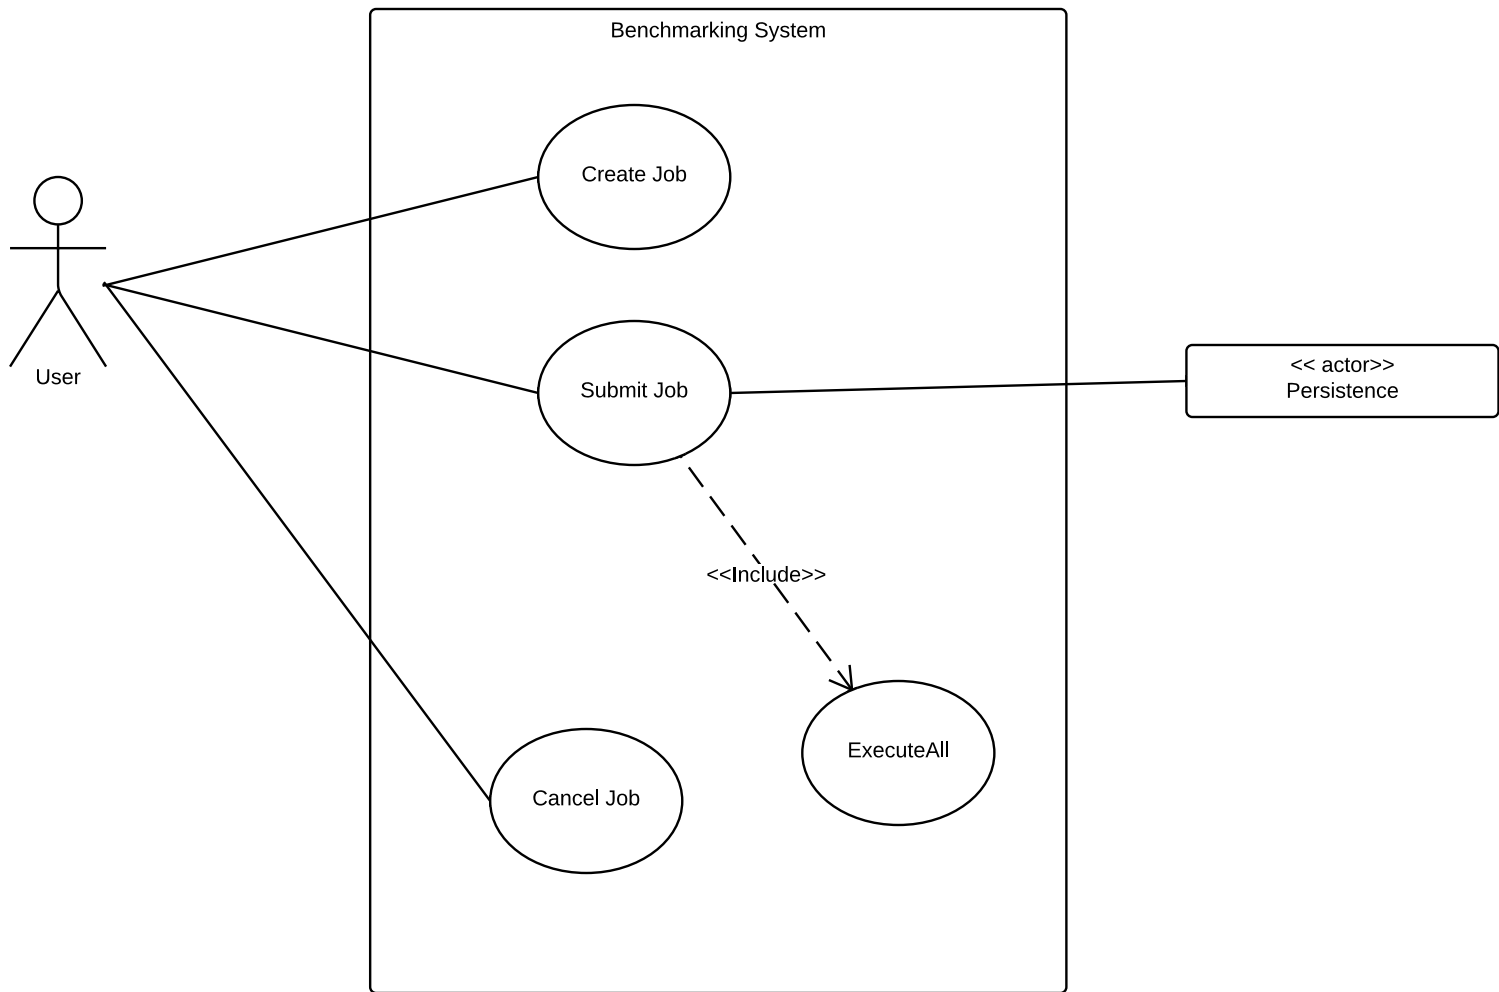 Benchmarking System
Create Job
User
Submit Job
<< actor>>
Persistence
<<Include>>
ExecuteAll
Cancel Job